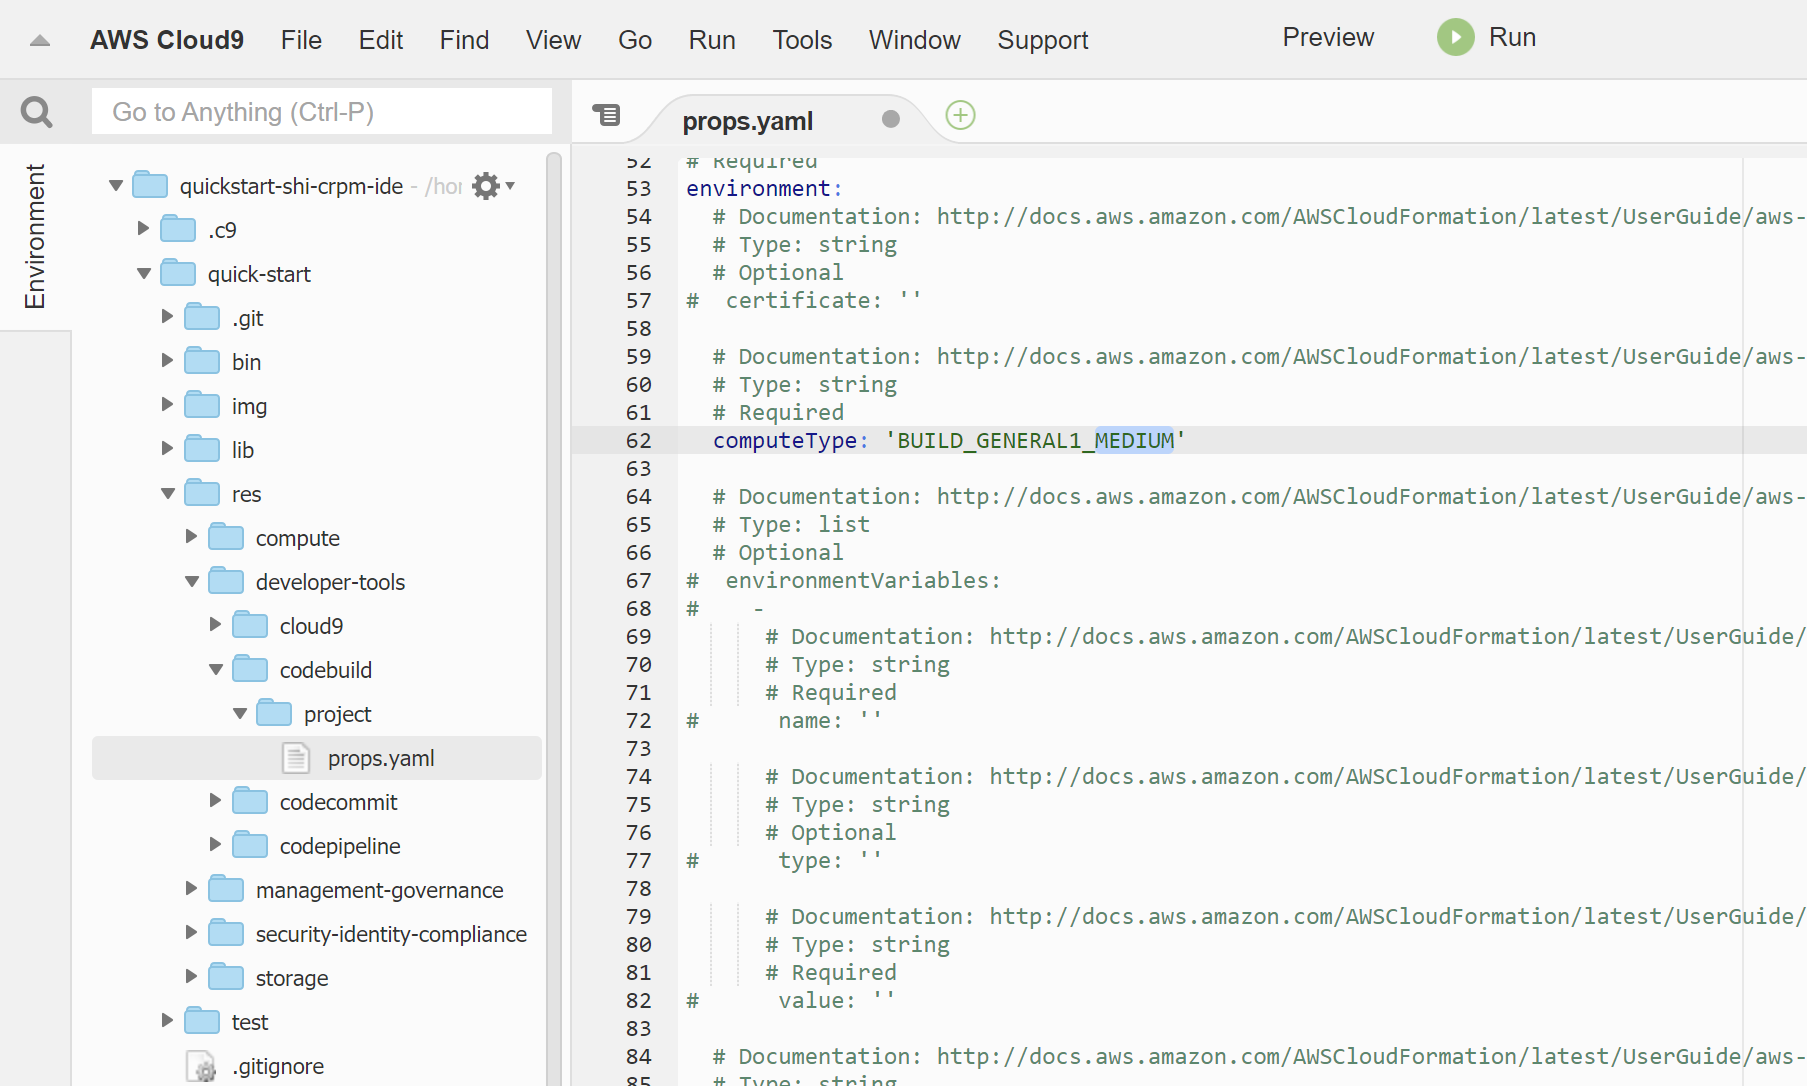 AWS Cloud9 File Edit Find View Go Run Tools Window Support Preview Run
Go to Anything (Ctrl-P)
props.yaml
Environment
quickstart-shi-crpm-ide - /hor
.c9
quick-start
.git
bin
img
lib
res
compute
developer-tools
cloud9
codebuild
project
props.yaml
codecommit
codepipeline
management-governance
security-identity-compliance
storage
test
.gitignore
52 # Required
53 environment:
54 # Documentation: http://docs.aws.amazon.com/AWSCloudFormation/latest/UserGuide/aws-
55 # Type: string
56 # Optional
57 # certificate: ''
58
59 # Documentation: http://docs.aws.amazon.com/AWSCloudFormation/latest/UserGuide/aws-
60 # Type: string
61 # Required
62 computeType: 'BUILD_GENERAL1_MEDIUM'
63
64 # Documentation: http://docs.aws.amazon.com/AWSCloudFormation/latest/UserGuide/aws-
65 # Type: list
66 # Optional
67 # environmentVariables:
68 # -
69 # Documentation: http://docs.aws.amazon.com/AWSCloudFormation/latest/UserGuide/
70 # Type: string
71 # Required
72 # name: ''
73
74 # Documentation: http://docs.aws.amazon.com/AWSCloudFormation/latest/UserGuide/
75 # Type: string
76 # Optional
77 # type: ''
78
79 # Documentation: http://docs.aws.amazon.com/AWSCloudFormation/latest/UserGuide/
80 # Type: string
81 # Required
82 # value: ''
83
84 # Documentation: http://docs.aws.amazon.com/AWSCloudFormation/latest/UserGuide/aws-
85 # Type: string